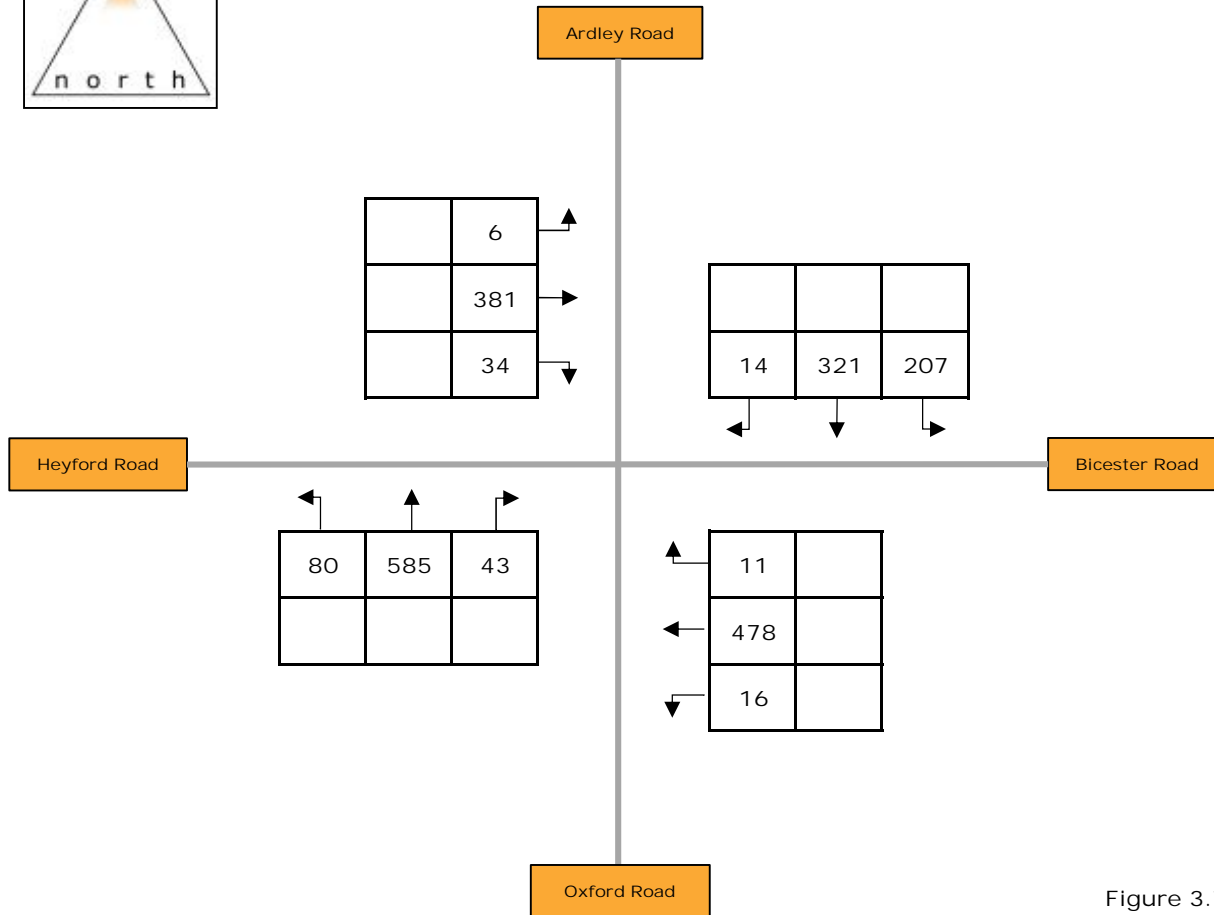 Ardley Road
north
6
381
34
14 321 207
Heyford Road
Bicester Road
80 585 43
11
478
16
Oxford Road
Figure 3.